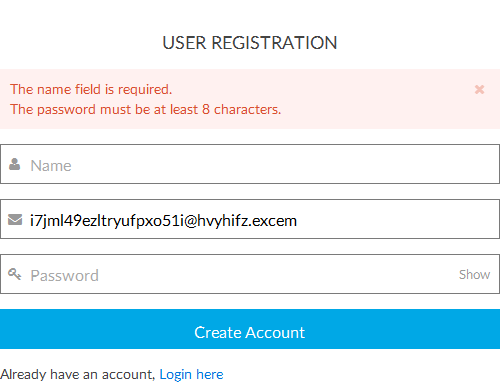 USER REGISTRATION
The name field is required.
The password must be at least 8 characters.
Name
i7jml49ezltryufpxo51i@hvyhifz.excem
Password Show
Create Account
Already have an account, Login here